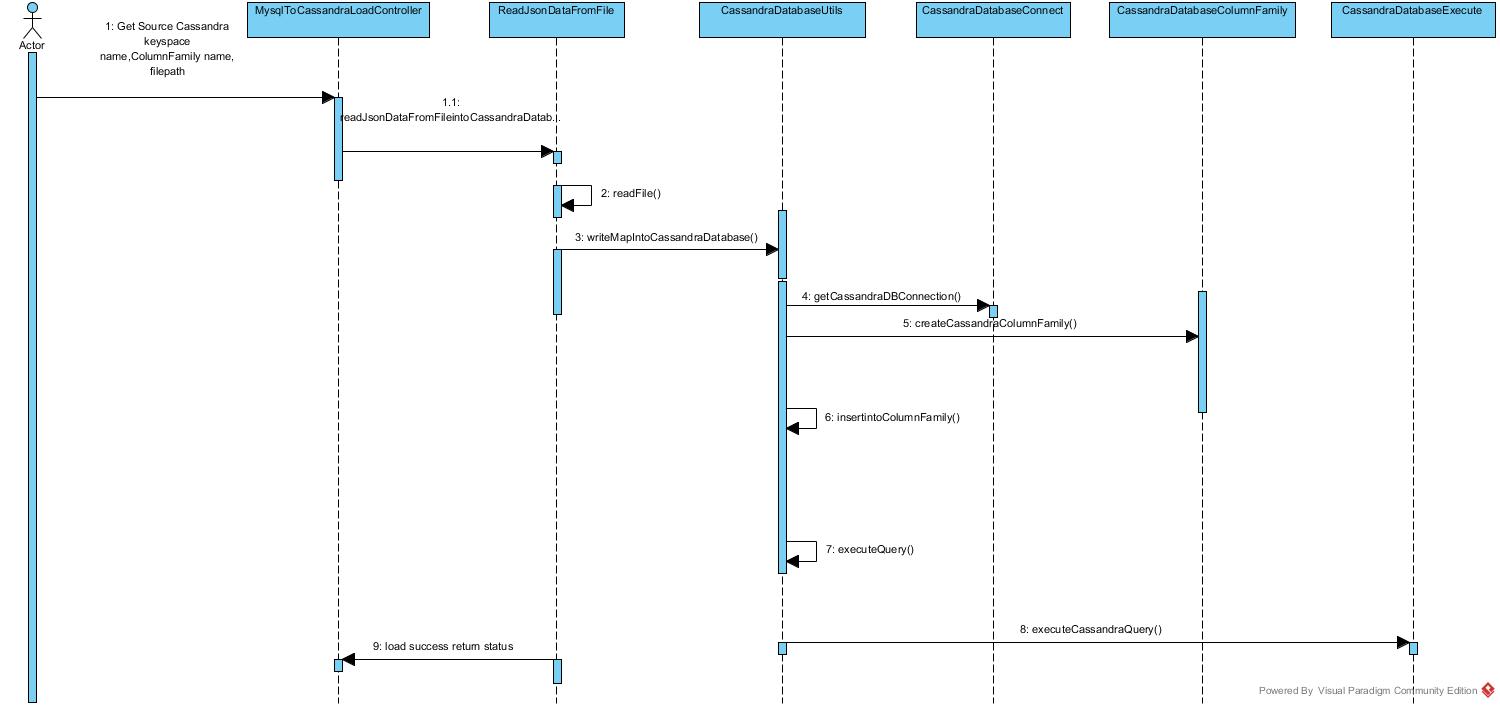 Actor
MysqlToCassandraLoadController
ReadJsonDataFromFile
CassandraDatabaseUtils
CassandraDatabaseConnect
CassandraDatabaseColumnFamily
CassandraDatabaseExecute
1: Get Source Cassandra
keyspace
name,ColumnFamily name,
filepath
1.1:
readJsonDataFromFileintoCassandraDatab...
2: readFile()
3: writeMapIntoCassandraDatabase()
4: getCassandraDBConnection()
5: createCassandraColumnFamily()
6: insertintoColumnFamily()
7: executeQuery()
8: executeCassandraQuery()
9: load success return status
Powered By Visual Paradigm Community Edition